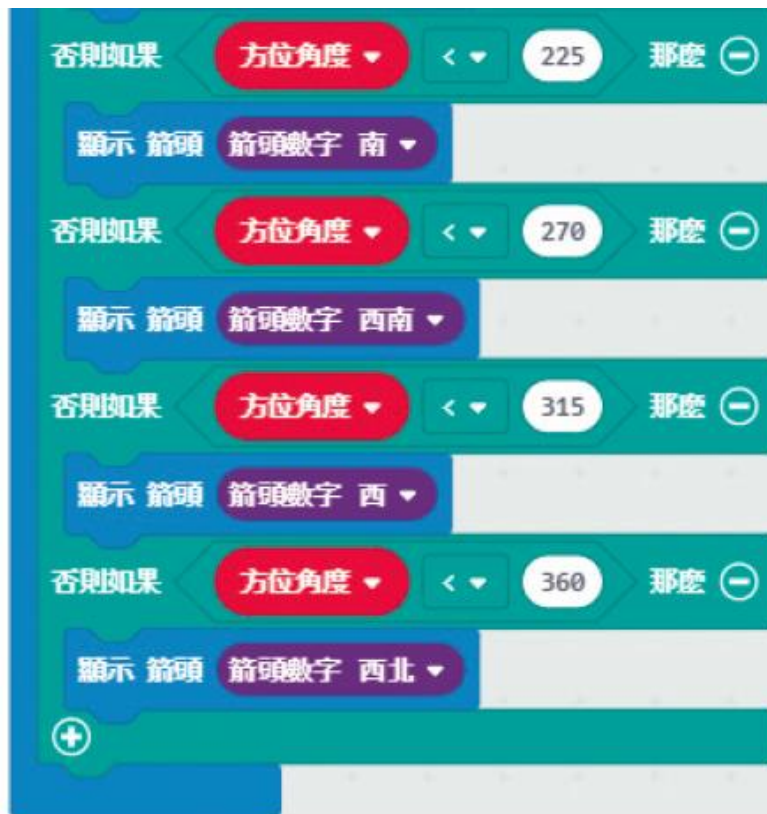 否則如果 方位角度 < 225 那麼
顯示 箭頭 箭頭數字 南
否則如果 方位角度 < 270 那麼
顯示 箭頭 箭頭數字 西南
否則如果 方位角度 < 315 那麼
顯示 箭頭 箭頭數字 西
否則如果 方位角度 < 360 那麼
顯示 箭頭 箭頭數字 西北